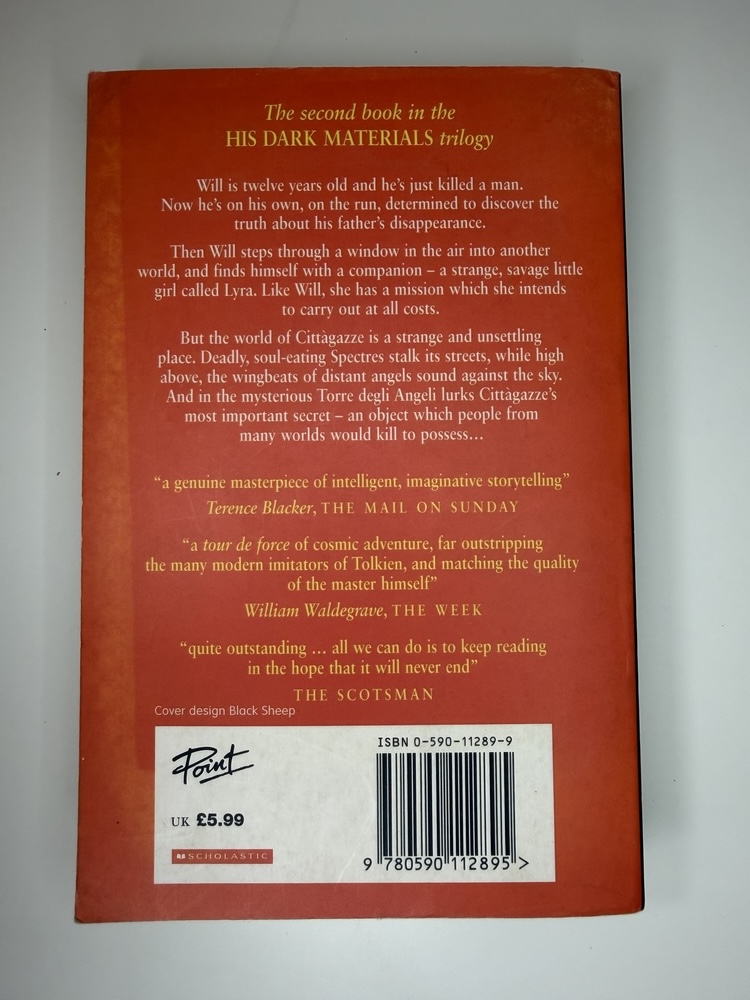 The second book in the
HIS DARK MATERIALS trilogy
Will is twelve years old and he's just killed a man.
Now he's on his own, on the run, determined to discover the
truth about his father's disappearance.
Then Will steps through a window in the air into another
world, and finds himself with a companion – a strange, savage little
girl called Lyra. Like Will, she has a mission which she intends
to carry out at all costs.
But the world of Cittàgazze is a strange and unsettling
place. Deadly, soul-eating Spectres stalk its streets, while high
above, the wingbeats of distant angels sound against the sky.
And in the mysterious Torre degli Angeli lurks Cittàgazze's
most important secret – an object which people from
many worlds would kill to possess...
"a genuine masterpiece of intelligent, imaginative storytelling"
Terence Blacker, THE MAIL ON SUNDAY
"a tour de force of cosmic adventure, far outstripping
the many modern imitators of Tolkien, and matching the quality
of the master himself"
William Waldegrave, THE WEEK
"quite outstanding ... all we can do is to keep reading
in the hope that it will never end"
THE SCOTSMAN
Cover design Black Sheep
Point
UK £5.99
SCHOLASTIC
ISBN 0-590-11289-9
9 780590 112895 >